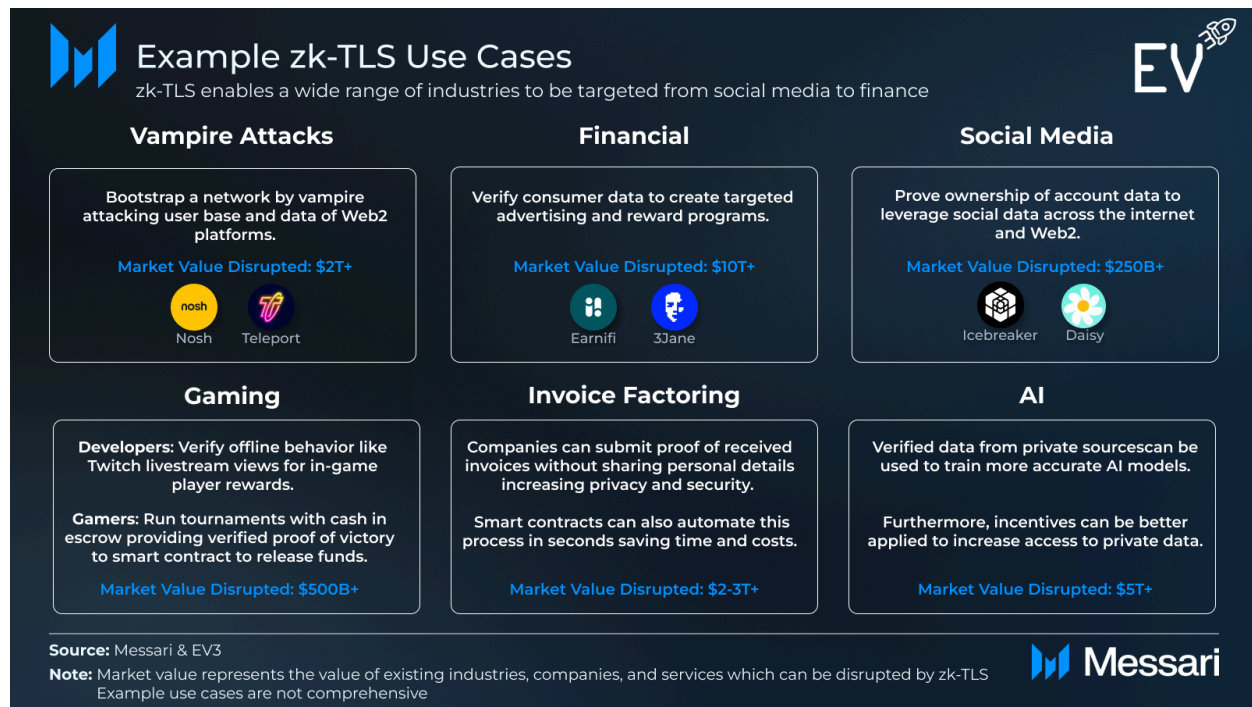 Example zk-TLS Use Cases
zk-TLS enables a wide range of industries to be targeted from social media to finance
EV
Vampire Attacks
Bootstrap a network by vampire
attacking user base and data of Web2
platforms.
Market Value Disrupted: $2T+
nosh
Nosh
Teleport
Financial
Verify consumer data to create targeted
advertising and reward programs.
Market Value Disrupted: $10T+
Earnifi
3Jane
Social Media
Prove ownership of account data to
leverage social data across the internet
and Web2.
Market Value Disrupted: $250B+
Icebreaker
Daisy
Gaming
Developers: Verify offline behavior like
Twitch livestream views for in-game
player rewards.
Gamers: Run tournaments with cash in
escrow providing verified proof of victory
to smart contract to release funds.
Market Value Disrupted: $500B+
Invoice Factoring
Companies can submit proof of received
invoices without sharing personal details
increasing privacy and security.
Smart contracts can also automate this
process in seconds saving time and costs.
Market Value Disrupted: $2-3T+
AI
Verified data from private sourcescan be
used to train more accurate AI models.
Furthermore, incentives can be better
applied to increase access to private data.
Market Value Disrupted: $5T+
Source: Messari & EV3
Note: Market value represents the value of existing industries, companies, and services which can be disrupted by zk-TLS
Example use cases are not comprehensive
Messari